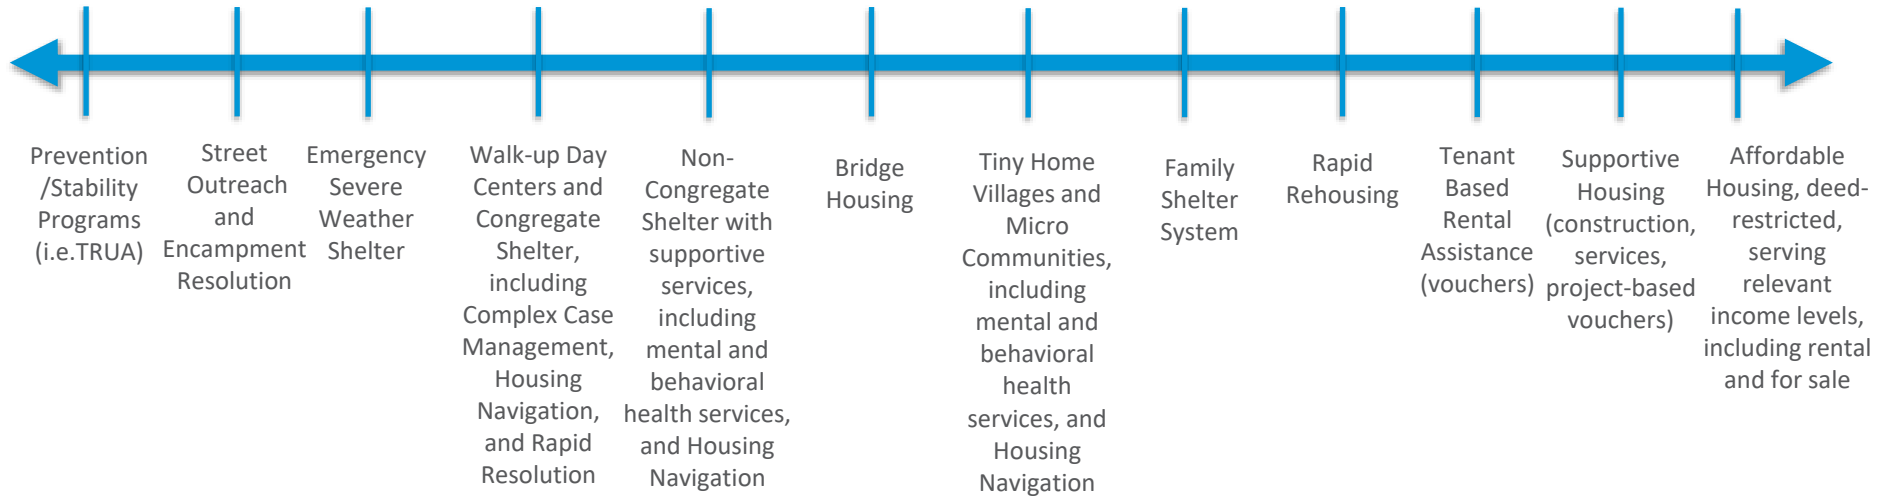 Prevention
/Stability
Programs
(i.e.TRUA)
Street
Outreach
and
Encampment
Resolution
Emergency
Severe
Weather
Shelter
Walk-up Day
Centers and
Congregate
Shelter,
including
Complex Case
Management,
Housing
Navigation,
and Rapid
Resolution
Non-
Congregate
Shelter with
supportive
services,
including
mental and
behavioral
health services,
and Housing
Navigation
Bridge
Housing
Tiny Home
Villages and
Micro
Communities,
including
mental and
behavioral
health
services, and
Housing
Navigation
Family
Shelter
System
Rapid
Rehousing
Tenant
Based
Rental
Assistance
(vouchers)
Supportive
Housing
(construction,
services,
project-based
vouchers)
Affordable
Housing, deed-
restricted,
serving
relevant
income levels,
including rental
and for sale